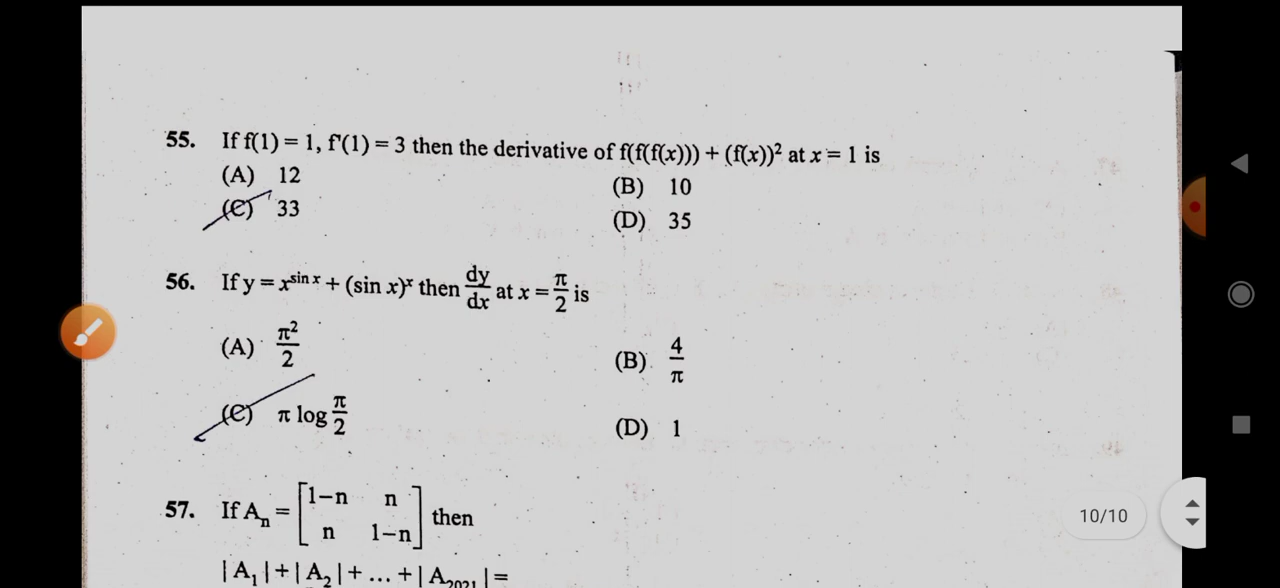 55. If f(1) = 1, f'(1) = 3 then the derivative of f(f(f(x))) + (f(x))² at x = 1 is
(A) 12 (B) 10
(C) 33 (D) 35
56. If y = x^{sin x} + (sin x)^x then dy/dx at x = π/2 is
(A) π²/2 (B) 4/π
(C) π log π/2 (D) 1
57. If Aₙ = [1−n n; n 1−n] then
|A₁| + |A₂| + ... + |A₂₀₂₁| =
10/10